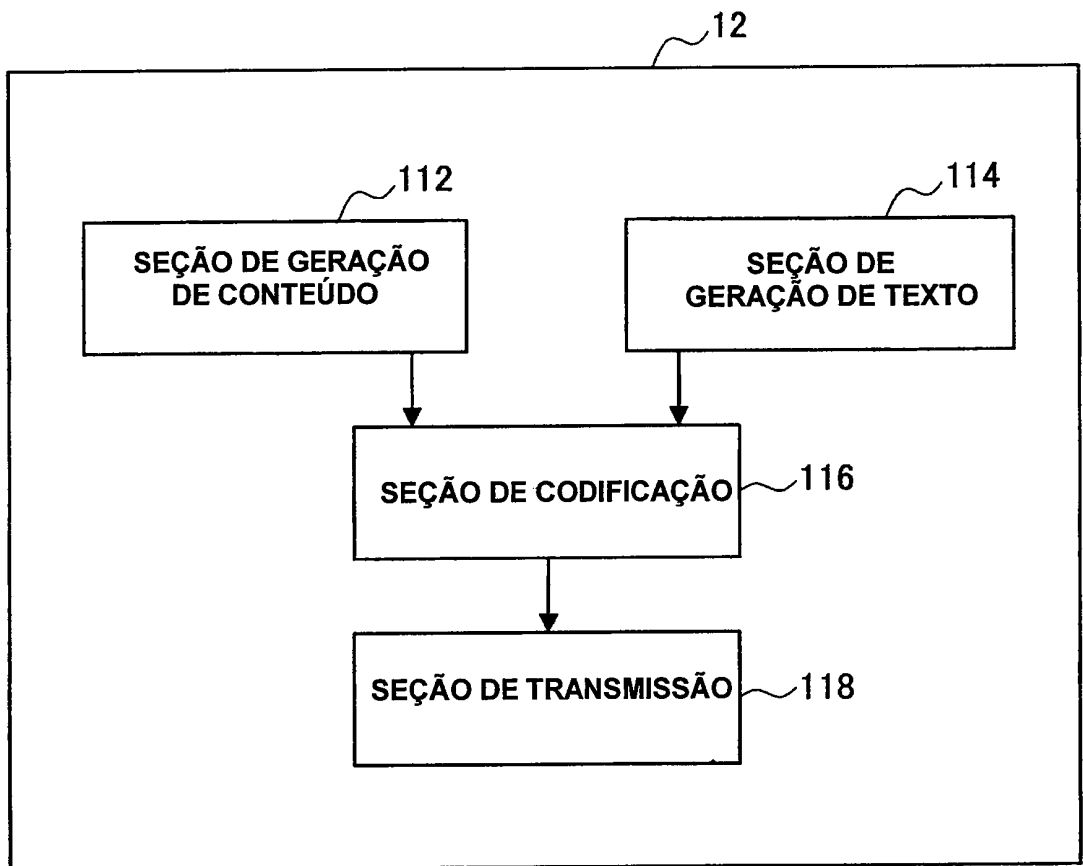 12
112
114
SEÇÃO DE GERAÇÃO
DE CONTEÚDO
SEÇÃO DE
GERAÇÃO DE TEXTO
SEÇÃO DE CODIFICAÇÃO
116
SEÇÃO DE TRANSMISSÃO
118